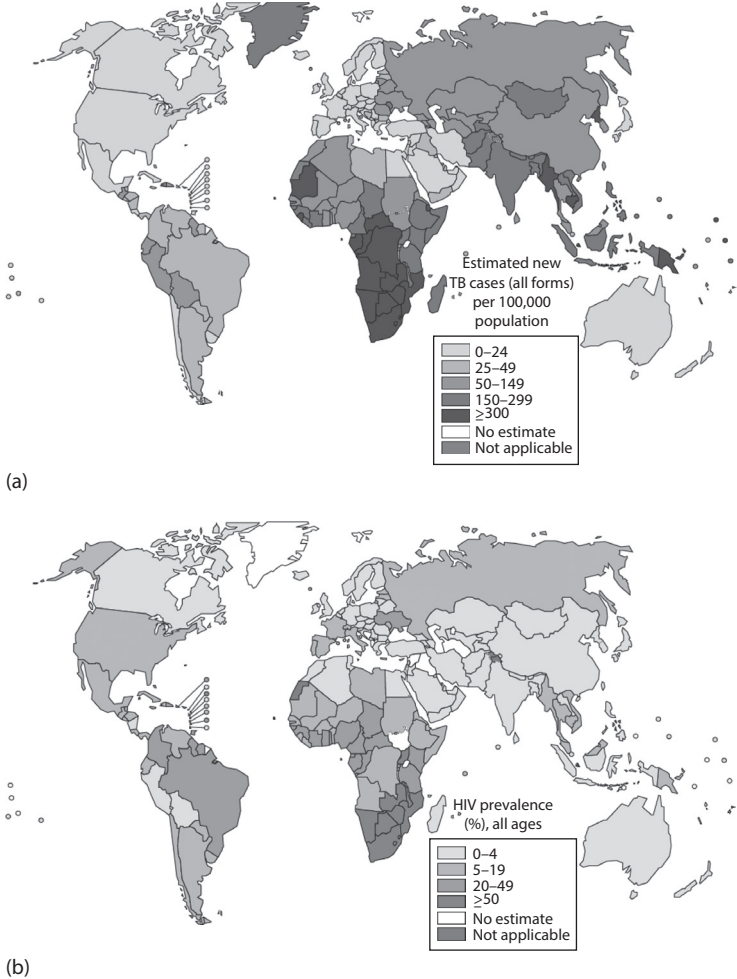 Estimated new
TB cases (all forms)
per 100,000
population
0–24
25–49
50–149
150–299
≥300
No estimate
Not applicable
(a)
HIV prevalence
(%), all ages
0–4
5–19
20–49
≥50
No estimate
Not applicable
(b)